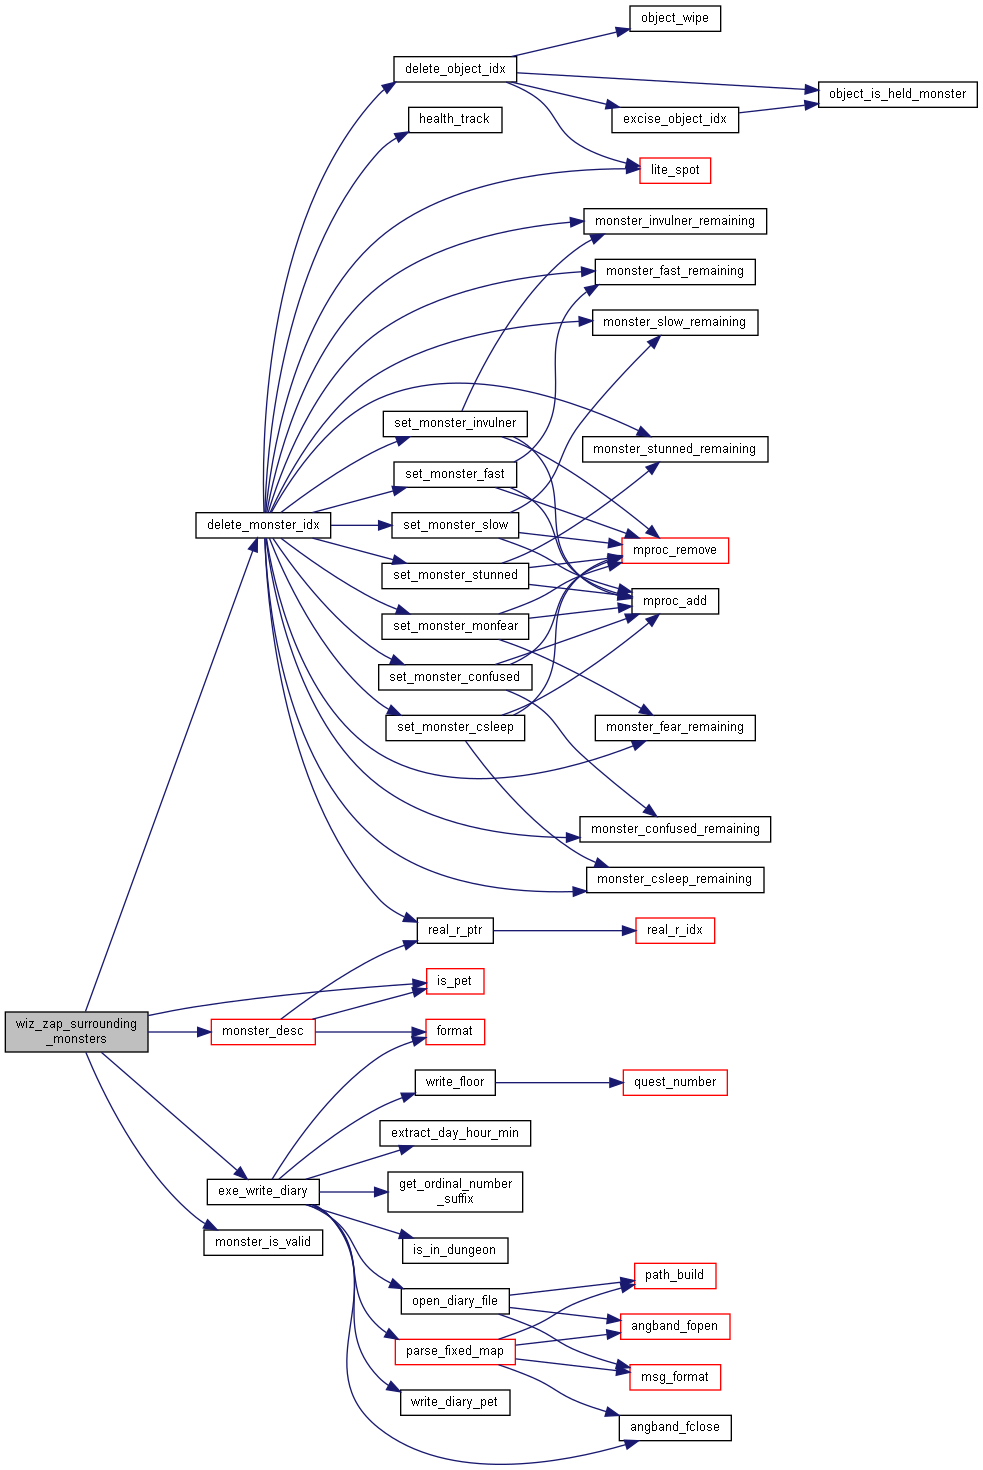 object_wipe
delete_object_idx
object_is_held_monster
health_track
excise_object_idx
lite_spot
monster_invulner_remaining
monster_fast_remaining
monster_slow_remaining
set_monster_invulner
monster_stunned_remaining
set_monster_fast
set_monster_slow
mproc_remove
set_monster_stunned
mproc_add
set_monster_monfear
set_monster_confused
set_monster_csleep
monster_fear_remaining
monster_confused_remaining
monster_csleep_remaining
delete_monster_idx
real_r_ptr
real_r_idx
is_pet
wiz_zap_surrounding
_monsters
monster_desc
format
write_floor
quest_number
extract_day_hour_min
exe_write_diary
get_ordinal_number
_suffix
monster_is_valid
is_in_dungeon
path_build
open_diary_file
angband_fopen
parse_fixed_map
msg_format
write_diary_pet
angband_fclose